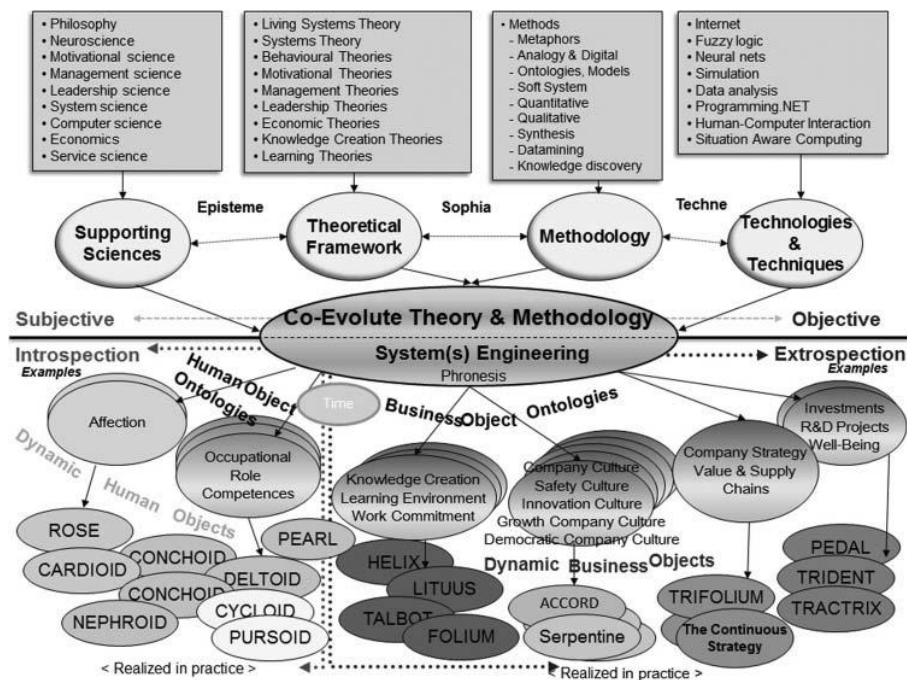 • Philosophy
• Neuroscience
• Motivational science
• Management science
• Leadership science
• System science
• Computer science
• Economics
• Service science
• Living Systems Theory
• Systems Theory
• Behavioural Theories
• Motivational Theories
• Management Theories
• Leadership Theories
• Economic Theories
• Knowledge Creation Theories
• Learning Theories
• Methods
- Metaphors
- Analogy & Digital
- Ontologies, Models
- Soft System
- Quantitative
- Qualitative
- Synthesis
- Datamining
- Knowledge discovery
• Internet
• Fuzzy logic
• Neural nets
• Simulation
• Data analysis
• Programming.NET
• Human-Computer Interaction
• Situation Aware Computing
Episteme
Sophia
Techne
Supporting
Sciences
Theoretical
Framework
Methodology
Technologies
&
Techniques
Subjective
Co-Evolute Theory & Methodology
Objective
System(s) Engineering
Phronesis
Introspection
Examples
Extrospection
Examples
Human Object
Ontologies
Time
Business Object Ontologies
Affection
Occupational
Role
Competences
Knowledge Creation
Learning Environment
Work Commitment
Company Culture
Safety Culture
Innovation Culture
Growth Company Culture
Democratic Company Culture
Company Strategy
Value & Supply
Chains
Investments
R&D Projects
Well-Being
Dynamic Human Objects
Dynamic Business Objects
ROSE
CARDIOID
CONCHOID
CONCHOID
NEPHROID
PEARL
DELTOID
CYCLOID
PURSOID
HELIX
LITUUS
TALBOT
FOLIUM
ACCORD
Serpentine
TRIFOLIUM
The Continuous
Strategy
PEDAL
TRIDENT
TRACTRIX
< Realized in practice >
< Realized in practice >